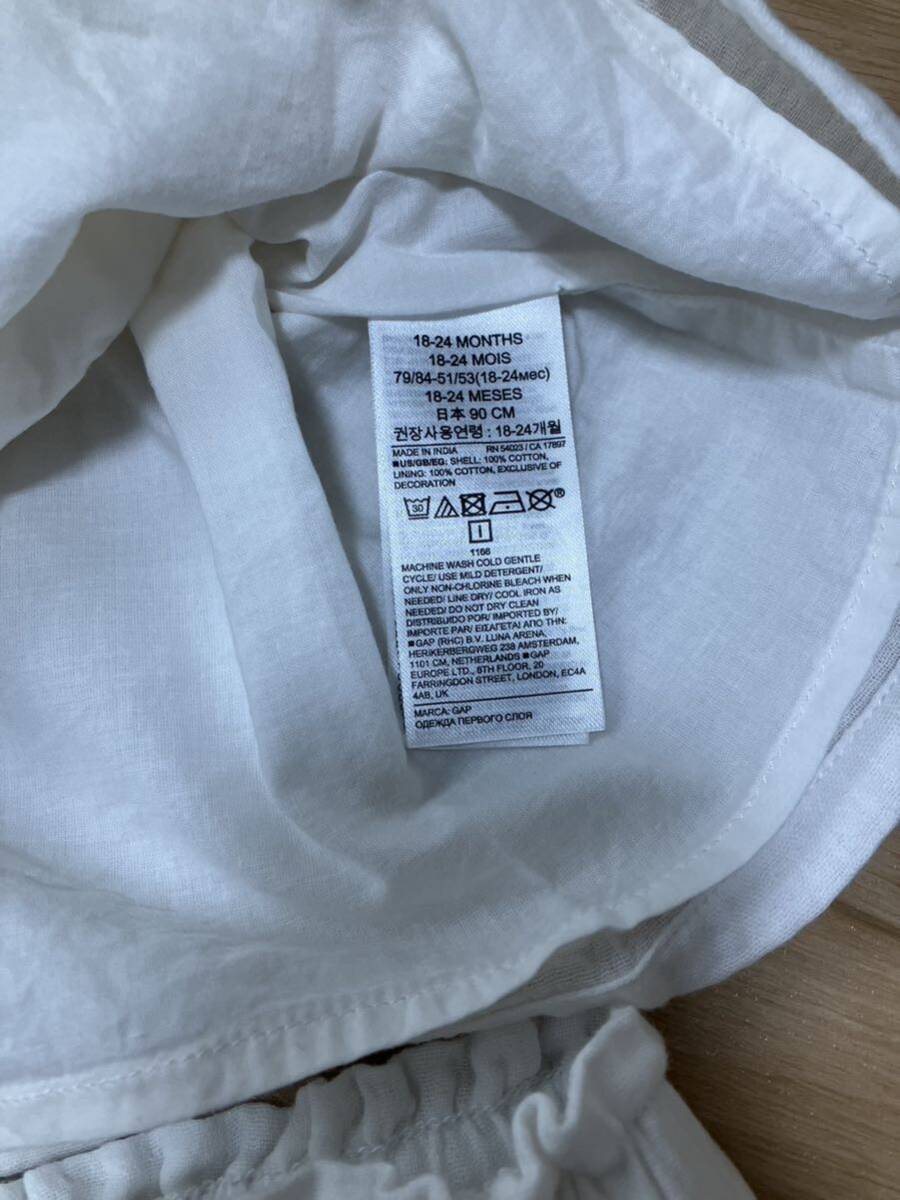 18-24 MONTHS
18-24 MOIS
79/84-51/53(18-24мес)
18-24 MESES
日本 90 CM
권장사용연령 : 18-24개월
MADE IN INDIA RN 54023 / CA 17897
■US/GB/EG: SHELL: 100% COTTON,
LINING: 100% COTTON, EXCLUSIVE OF
DECORATION
30
®
I
1166
MACHINE WASH COLD GENTLE
CYCLE/ USE MILD DETERGENT/
ONLY NON-CHLORINE BLEACH WHEN
NEEDED/ LINE DRY/ COOL IRON AS
NEEDED/ DO NOT DRY CLEAN
DISTRIBUIDO POR/ IMPORTED BY/
IMPORTE PAR/ ΕΙΣΑΓΕΤΑΙ ΑΠΟ ΤΗΝ:
■GAP (RHC) B.V. LUNA ARENA,
HERIKERBERGWEG 238 AMSTERDAM,
1101 CM, NETHERLANDS ■GAP
EUROPE LTD., 8TH FLOOR, 20
FARRINGDON STREET, LONDON, EC4A
4AB, UK
MARCA: GAP
ОДЕЖДА ПЕРВОГО СЛОЯ